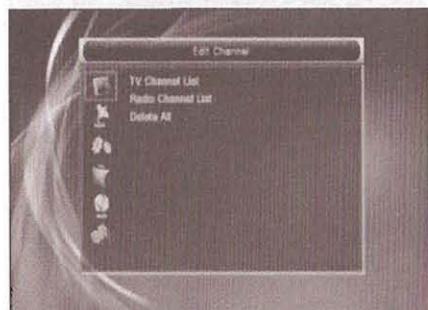 Edit Channel
TV Channel List
Radio Channel List
Delete All